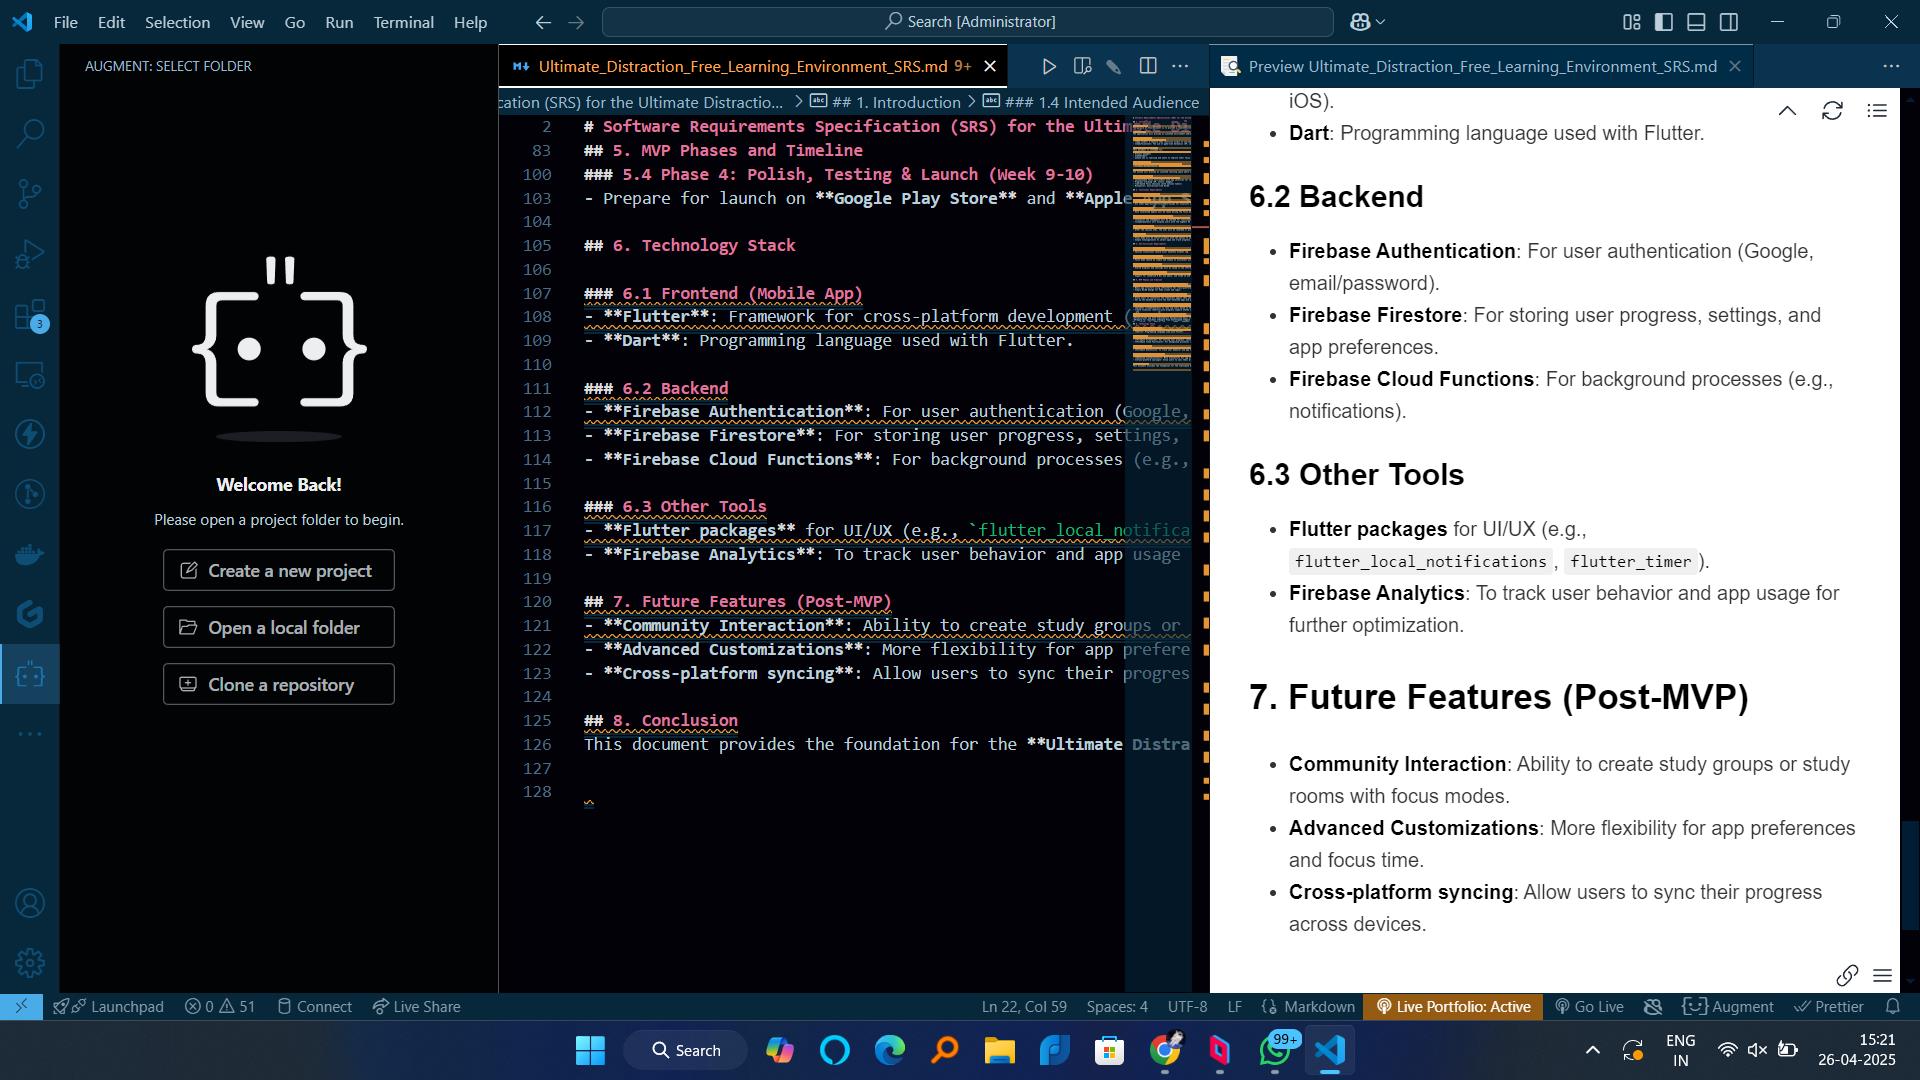 File Edit Selection View Go Run Terminal Help
Search [Administrator]
AUGMENT: SELECT FOLDER
Welcome Back!
Please open a project folder to begin.
Create a new project
Open a local folder
Clone a repository
3
Ultimate_Distraction_Free_Learning_Environment_SRS.md 9+
cation (SRS) for the Ultimate Distractio... > ## 1. Introduction > ### 1.4 Intended Audience
2 # Software Requirements Specification (SRS) for the Ultim
83 ## 5. MVP Phases and Timeline
100 ### 5.4 Phase 4: Polish, Testing & Launch (Week 9-10)
103 - Prepare for launch on **Google Play Store** and **Apple
104
105 ## 6. Technology Stack
106
107 ### 6.1 Frontend (Mobile App)
108 - **Flutter**: Framework for cross-platform development (
109 - **Dart**: Programming language used with Flutter.
110
111 ### 6.2 Backend
112 - **Firebase Authentication**: For user authentication (Google,
113 - **Firebase Firestore**: For storing user progress, settings,
114 - **Firebase Cloud Functions**: For background processes (e.g.,
115
116 ### 6.3 Other Tools
117 - **Flutter packages** for UI/UX (e.g., `flutter_local_notifica
118 - **Firebase Analytics**: To track user behavior and app usage
119
120 ## 7. Future Features (Post-MVP)
121 - **Community Interaction**: Ability to create study groups or
122 - **Advanced Customizations**: More flexibility for app prefere
123 - **Cross-platform syncing**: Allow users to sync their progres
124
125 ## 8. Conclusion
126 This document provides the foundation for the **Ultimate Distra
127
128
Preview Ultimate_Distraction_Free_Learning_Environment_SRS.md
iOS).
• Dart: Programming language used with Flutter.
6.2 Backend
• Firebase Authentication: For user authentication (Google,
email/password).
• Firebase Firestore: For storing user progress, settings, and
app preferences.
• Firebase Cloud Functions: For background processes (e.g.,
notifications).
6.3 Other Tools
• Flutter packages for UI/UX (e.g.,
flutter_local_notifications , flutter_timer ).
• Firebase Analytics: To track user behavior and app usage for
further optimization.
7. Future Features (Post-MVP)
• Community Interaction: Ability to create study groups or study
rooms with focus modes.
• Advanced Customizations: More flexibility for app preferences
and focus time.
• Cross-platform syncing: Allow users to sync their progress
across devices.
Launchpad 0 51 Connect Live Share
Ln 22, Col 59 Spaces: 4 UTF-8 LF {} Markdown Live Portfolio: Active Go Live Augment Prettier
Search
99+
ENG
IN
15:21
26-04-2025